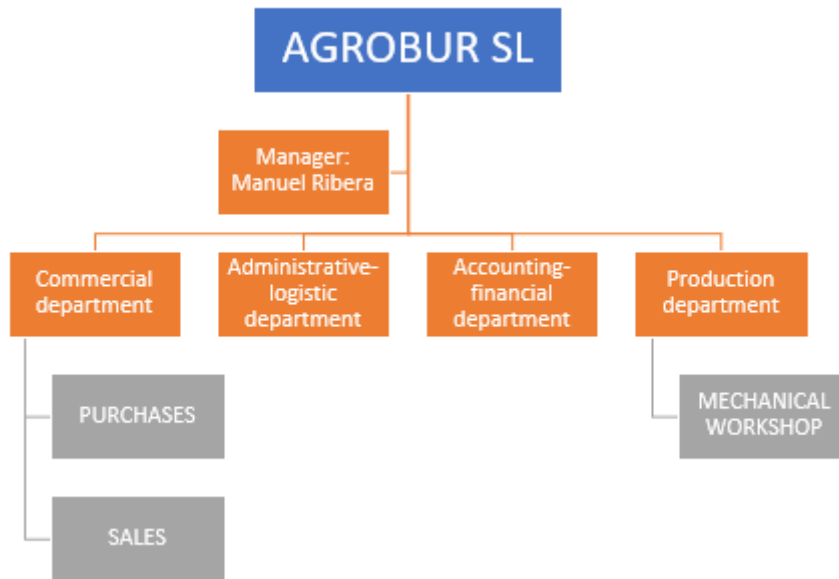 AGROBUR SL
Manager:
Manuel Ribera
Commercial
department
Administrative-
logistic
department
Accounting-
financial
department
Production
department
PURCHASES
MECHANICAL
WORKSHOP
SALES